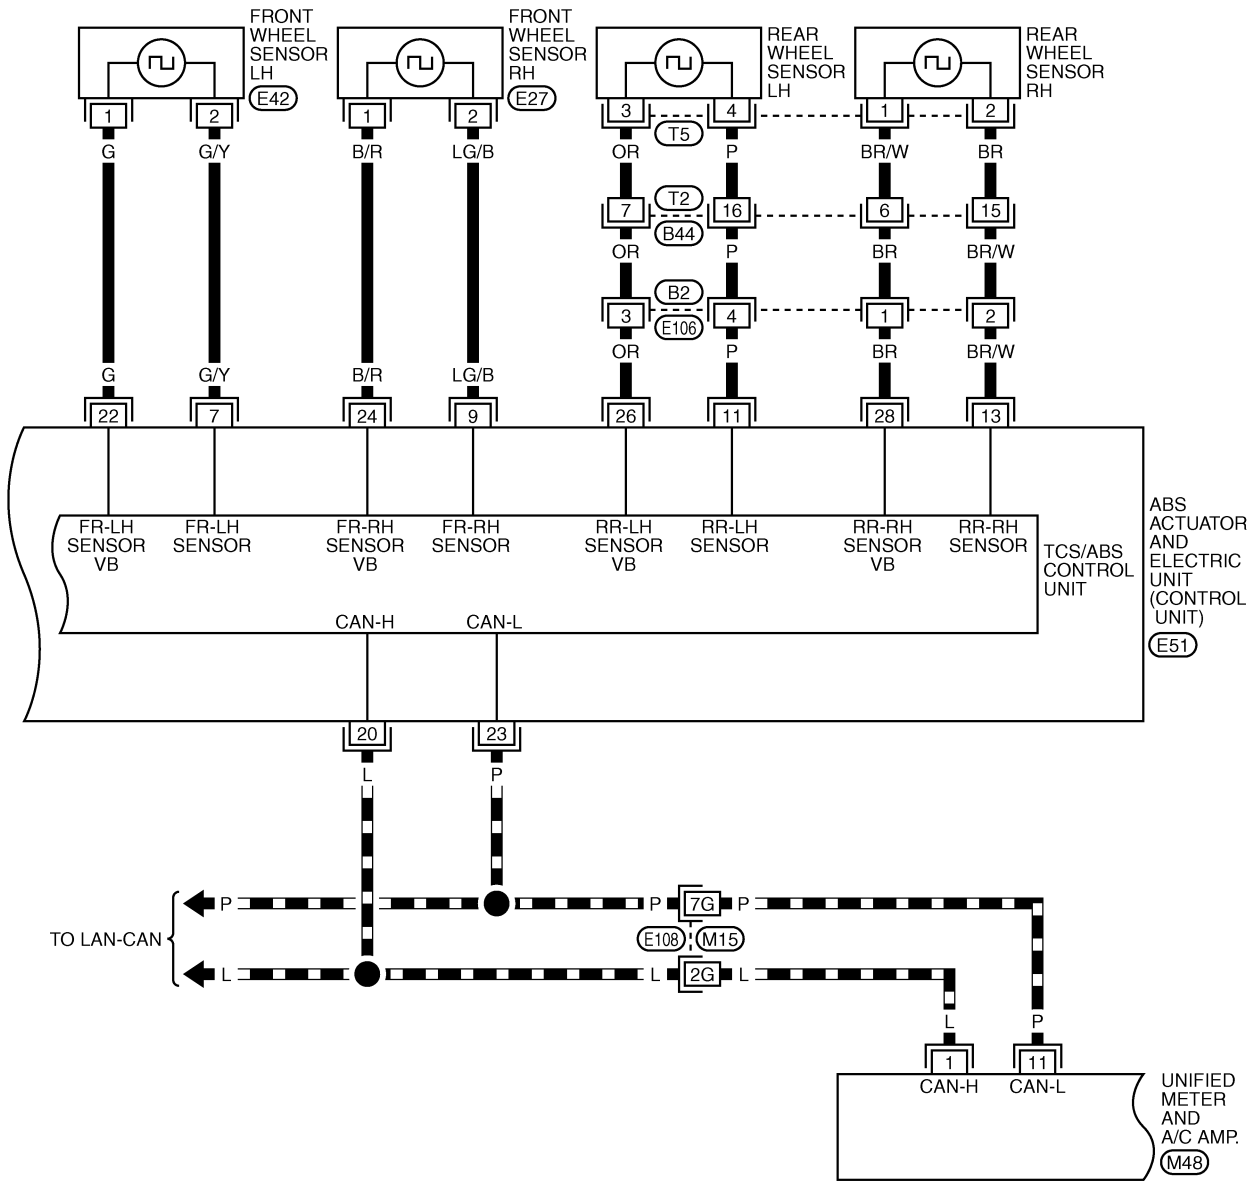 FRONT
WHEEL
SENSOR
LH
E42
FRONT
WHEEL
SENSOR
RH
E27
REAR
WHEEL
SENSOR
LH
REAR
WHEEL
SENSOR
RH
1
2
1
2
3
4
1
2
T5
G
G/Y
B/R
LG/B
OR
P
BR/W
BR
T2
7
16
6
15
B44
OR
P
BR
BR/W
B2
3
4
1
2
E106
OR
P
BR
BR/W
G
G/Y
B/R
LG/B
22
7
24
9
26
11
28
13
FR-LH
SENSOR
VB
FR-LH
SENSOR
FR-RH
SENSOR
VB
FR-RH
SENSOR
RR-LH
SENSOR
VB
RR-LH
SENSOR
RR-RH
SENSOR
VB
RR-RH
SENSOR
TCS/ABS
CONTROL
UNIT
ABS
ACTUATOR
AND
ELECTRIC
UNIT
(CONTROL
UNIT)
E51
CAN-H
CAN-L
20
23
L
P
P
P
7G
P
TO LAN-CAN
E108
M15
L
L
2G
L
L
P
1
11
CAN-H
CAN-L
UNIFIED
METER
AND
A/C AMP.
M48